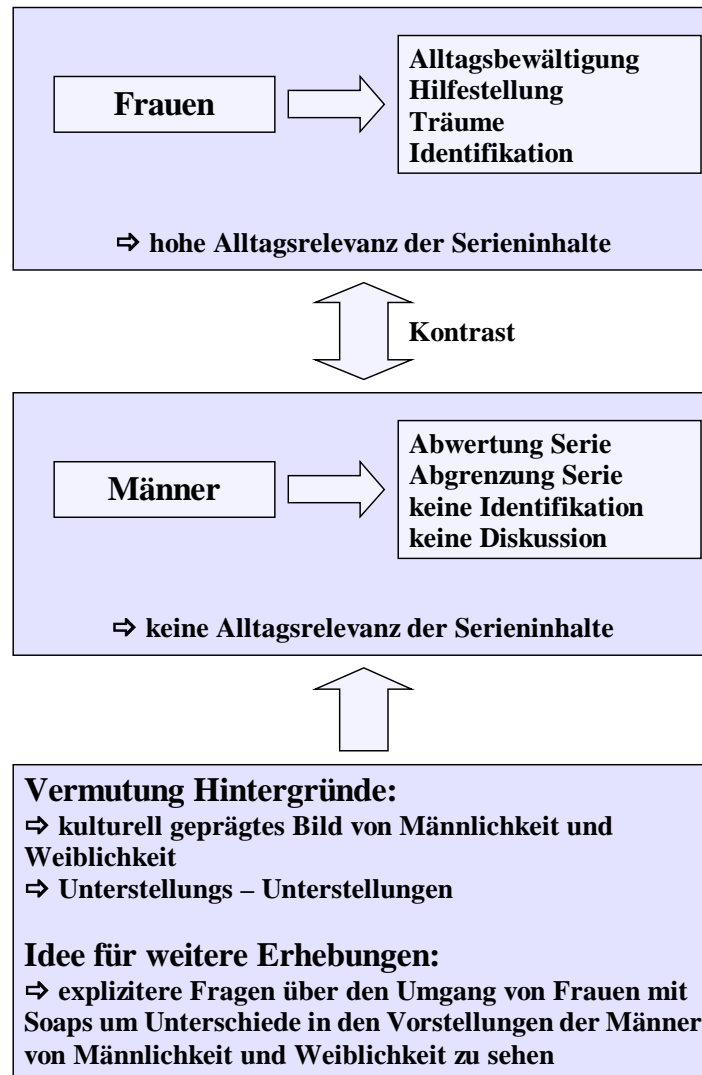 Frauen
Alltagsbewältigung
Hilfestellung
Träume
Identifikation
⇨ hohe Alltagsrelevanz der Serieninhalte
Kontrast
Männer
Abwertung Serie
Abgrenzung Serie
keine Identifikation
keine Diskussion
⇨ keine Alltagsrelevanz der Serieninhalte
Vermutung Hintergründe:
⇨ kulturell geprägtes Bild von Männlichkeit und
Weiblichkeit
⇨ Unterstellungs – Unterstellungen
Idee für weitere Erhebungen:
⇨ explizitere Fragen über den Umgang von Frauen mit
Soaps um Unterschiede in den Vorstellungen der Männer
von Männlichkeit und Weiblichkeit zu sehen